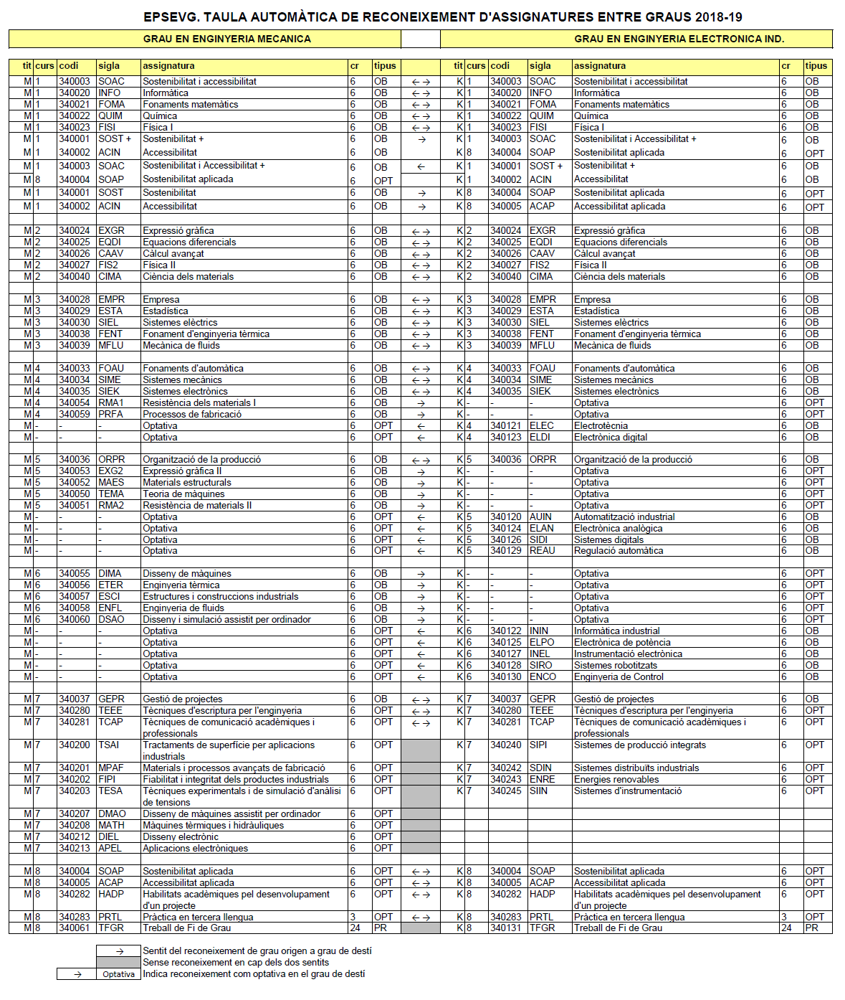 EPSEVG. TAULA AUTOMÀTICA DE RECONEIXEMENT D'ASSIGNATURES ENTRE GRAUS 2018-19
GRAU EN ENGINYERIA MECANICA GRAU EN ENGINYERIA ELECTRONICA IND.
tit curs codi sigla assignatura cr tipus tit curs codi sigla assignatura cr tipus
M 1 340003 SOAC Sostenibilitat i accessibilitat 6 OB ←→ K 1 340003 SOAC Sostenibilitat i accessibilitat 6 OB
M 1 340020 INFO Informàtica 6 OB ←→ K 1 340020 INFO Informàtica 6 OB
M 1 340021 FOMA Fonaments matemàtics 6 OB ←→ K 1 340021 FOMA Fonaments matemàtics 6 OB
M 1 340022 QUIM Química 6 OB ←→ K 1 340022 QUIM Química 6 OB
M 1 340023 FISI Física I 6 OB ←→ K 1 340023 FISI Física I 6 OB
M 1 340001 SOST + Sostenibilitat + 6 OB → K 1 340003 SOAC Sostenibilitat i Accessibilitat + 6 OB
M 1 340002 ACIN Accessibilitat 6 OB K 8 340004 SOAP Sostenibilitat aplicada 6 OPT
M 1 340003 SOAC Sostenibilitat i Accessibilitat + 6 OB ← K 1 340001 SOST + Sostenibilitat + 6 OB
M 8 340004 SOAP Sostenibilitat aplicada 6 OPT K 1 340002 ACIN Accessibilitat 6 OB
M 1 340001 SOST Sostenibilitat 6 OB → K 8 340004 SOAP Sostenibilitat aplicada 6 OPT
M 1 340002 ACIN Accessibilitat 6 OB → K 8 340005 ACAP Accessibilitat aplicada 6 OPT
M 2 340024 EXGR Expressió gràfica 6 OB ←→ K 2 340024 EXGR Expressió gràfica 6 OB
M 2 340025 EQDI Equacions diferencials 6 OB ←→ K 2 340025 EQDI Equacions diferencials 6 OB
M 2 340026 CAAV Càlcul avançat 6 OB ←→ K 2 340026 CAAV Càlcul avançat 6 OB
M 2 340027 FIS2 Física II 6 OB ←→ K 2 340027 FIS2 Física II 6 OB
M 2 340040 CIMA Ciència dels materials 6 OB ←→ K 2 340040 CIMA Ciència dels materials 6 OB
M 3 340028 EMPR Empresa 6 OB ←→ K 3 340028 EMPR Empresa 6 OB
M 3 340029 ESTA Estadística 6 OB ←→ K 3 340029 ESTA Estadística 6 OB
M 3 340030 SIEL Sistemes elèctrics 6 OB ←→ K 3 340030 SIEL Sistemes elèctrics 6 OB
M 3 340038 FENT Fonament d'enginyeria tèrmica 6 OB ←→ K 3 340038 FENT Fonament d'enginyeria tèrmica 6 OB
M 3 340039 MFLU Mecànica de fluids 6 OB ←→ K 3 340039 MFLU Mecànica de fluids 6 OB
M 4 340033 FOAU Fonaments d'automàtica 6 OB ←→ K 4 340033 FOAU Fonaments d'automàtica 6 OB
M 4 340034 SIME Sistemes mecànics 6 OB ←→ K 4 340034 SIME Sistemes mecànics 6 OB
M 4 340035 SIEK Sistemes electrònics 6 OB ←→ K 4 340035 SIEK Sistemes electrònics 6 OB
M 4 340054 RMA1 Resistència dels materials I 6 OB → K - - - Optativa 6 OPT
M 4 340059 PRFA Processos de fabricació 6 OB → K - - - Optativa 6 OPT
M - - - Optativa 6 OPT ← K 4 340121 ELEC Electrotècnia 6 OB
M - - - Optativa 6 OPT ← K 4 340123 ELDI Electrònica digital 6 OB
M 5 340036 ORPR Organització de la producció 6 OB ←→ K 5 340036 ORPR Organització de la producció 6 OB
M 5 340053 EXG2 Expressió gràfica II 6 OB → K - - - Optativa 6 OPT
M 5 340052 MAES Materials estructurals 6 OB → K - - - Optativa 6 OPT
M 5 340050 TEMA Teoria de màquines 6 OB → K - - - Optativa 6 OPT
M 5 340051 RMA2 Resistència de materials II 6 OB → K - - - Optativa 6 OPT
M - - - Optativa 6 OPT ← K 5 340120 AUIN Automatització industrial 6 OB
M - - - Optativa 6 OPT ← K 5 340124 ELAN Electrònica analògica 6 OB
M - - - Optativa 6 OPT ← K 5 340126 SIDI Sistemes digitals 6 OB
M - - - Optativa 6 OPT ← K 5 340129 REAU Regulació automàtica 6 OB
M 6 340055 DIMA Disseny de màquines 6 OB → K - - - Optativa 6 OPT
M 6 340056 ETER Enginyeria tèrmica 6 OB → K - - - Optativa 6 OPT
M 6 340057 ESCI Estructures i construccions industrials 6 OB → K - - - Optativa 6 OPT
M 6 340058 ENFL Enginyeria de fluids 6 OB → K - - - Optativa 6 OPT
M 6 340060 DSAO Disseny i simulació assistit per ordinador 6 OB → K - - - Optativa 6 OPT
M - - - Optativa 6 OPT ← K 6 340122 ININ Informàtica industrial 6 OB
M - - - Optativa 6 OPT ← K 6 340125 ELPO Electrònica de potència 6 OB
M - - - Optativa 6 OPT ← K 6 340127 INEL Instrumentació electrònica 6 OB
M - - - Optativa 6 OPT ← K 6 340128 SIRO Sistemes robotitzats 6 OB
M - - - Optativa 6 OPT ← K 6 340130 ENCO Enginyeria de Control 6 OB
M 7 340037 GEPR Gestió de projectes 6 OB ←→ K 7 340037 GEPR Gestió de projectes 6 OB
M 7 340280 TEEE Tècniques d'escriptura per l'enginyeria 6 OPT ←→ K 7 340280 TEEE Tècniques d'escriptura per l'enginyeria 6 OPT
M 7 340281 TCAP Tècniques de comunicació acadèmiques i 6 OPT ←→ K 7 340281 TCAP Tècniques de comunicació acadèmiques i 6 OPT
professionals professionals
M 7 340200 TSAI Tractaments de superfície per aplicacions 6 OPT K 7 340240 SIPI Sistemes de producció integrats 6 OPT
industrials
M 7 340201 MPAF Materials i processos avançats de fabricació 6 OPT K 7 340242 SDIN Sistemes distribuïts industrials 6 OPT
M 7 340202 FIPI Fiabilitat i integritat dels productes industrials 6 OPT K 7 340243 ENRE Energies renovables 6 OPT
M 7 340203 TESA Tècniques experimentals i de simulació d'anàlisi 6 OPT K 7 340245 SIIN Sistemes d'instrumentació 6 OPT
de tensions
M 7 340207 DMAO Disseny de màquines assistit per ordinador 6 OPT
M 7 340208 MATH Màquines tèrmiques i hidràuliques 6 OPT
M 7 340212 DIEL Disseny electrònic 6 OPT
M 7 340213 APEL Aplicacions electròniques 6 OPT
M 8 340004 SOAP Sostenibilitat aplicada 6 OPT ←→ K 8 340004 SOAP Sostenibilitat aplicada 6 OPT
M 8 340005 ACAP Accessibilitat aplicada 6 OPT ←→ K 8 340005 ACAP Accessibilitat aplicada 6 OPT
M 8 340282 HADP Habilitats acadèmiques pel desenvolupament 6 OPT ←→ K 8 340282 HADP Habilitats acadèmiques pel desenvolupament 6 OPT
d'un projecte d'un projecte
M 8 340283 PRTL Pràctica en tercera llengua 3 OPT ←→ K 8 340283 PRTL Pràctica en tercera llengua 3 OPT
M 8 340061 TFGR Treball de Fi de Grau 24 PR K 8 340131 TFGR Treball de Fi de Grau 24 PR
→ Sentit del reconeixement de grau origen a grau de destí
Sense reconeixement en cap dels dos sentits
→ Optativa Indica reconeixement com optativa en el grau de destí